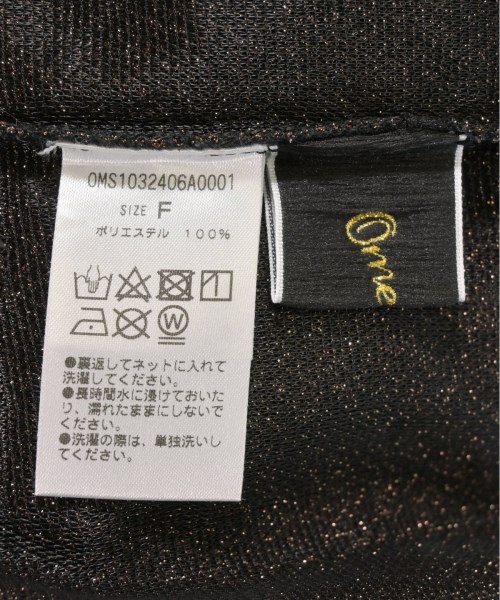 OMS1032406A0001
SIZE F
ポリエステル 100%
W
●裏返してネットに入れて
洗濯してください。
●長時間水に浸けておいた
り、濡れたままにしないで
ください。
●洗濯の際は、単独洗いし
てください。
Ome